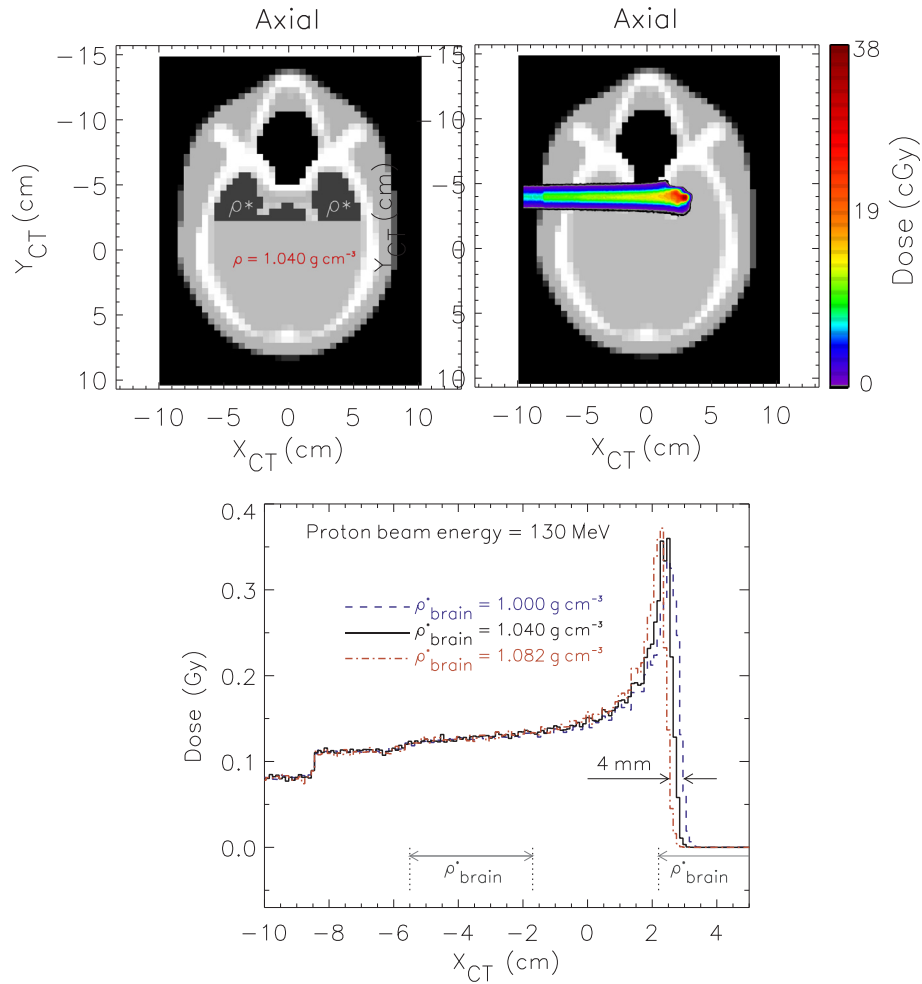 Axial
Axial
−15
−10
−5
0
5
10
Y_CT (cm)
ρ*
ρ*
ρ = 1.040 g cm⁻³
−10
−5
0
5
10
X_CT (cm)
−15
−10
−5
0
5
10
Y_CT (cm)
−10
−5
0
5
10
X_CT (cm)
38
19
0
Dose (cGy)
Proton beam energy = 130 MeV
ρ*brain = 1.000 g cm⁻³
ρ*brain = 1.040 g cm⁻³
ρ*brain = 1.082 g cm⁻³
4 mm
ρ*brain
ρ*brain
0.4
0.3
0.2
0.1
0.0
Dose (Gy)
−10
−8
−6
−4
−2
0
2
4
X_CT (cm)